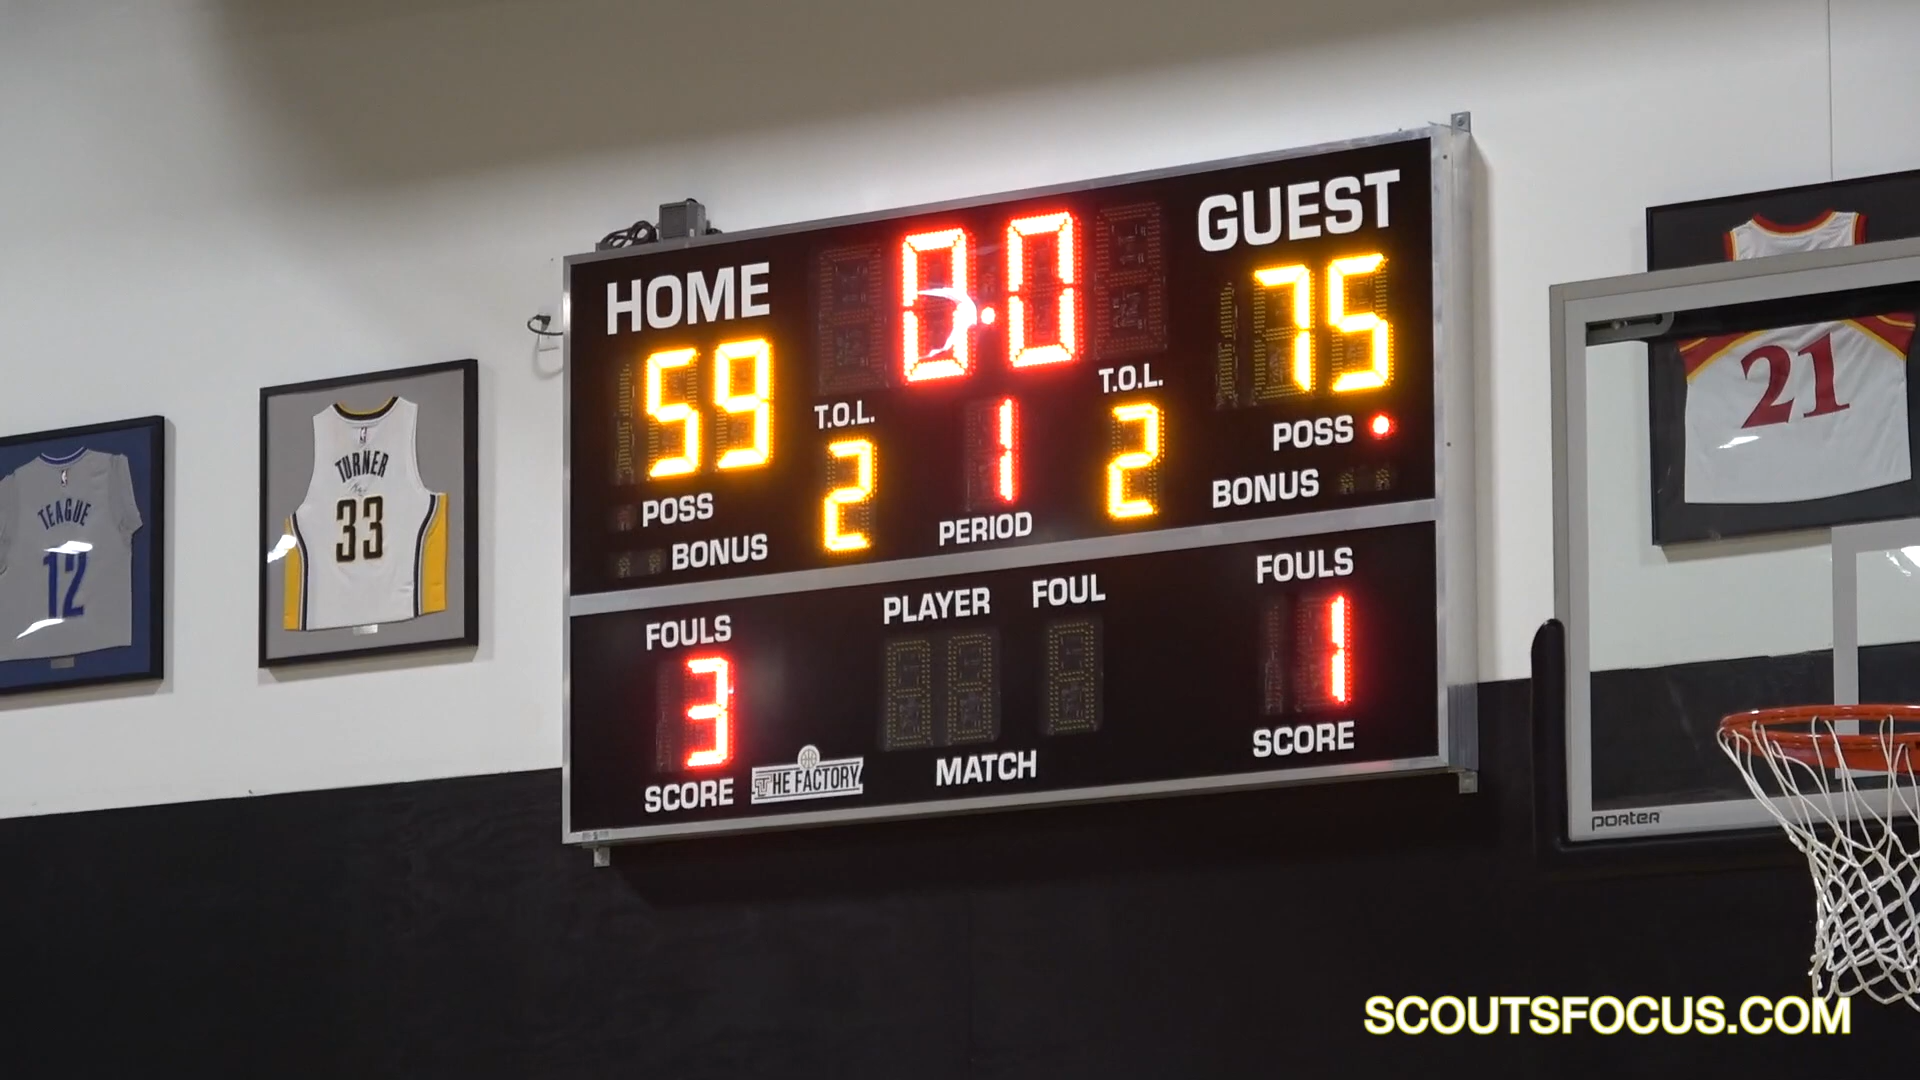 HOME
59
0.0
GUEST
75
T.O.L.
2
1
PERIOD
T.O.L.
2
POSS
BONUS
POSS
BONUS
FOULS
3
SCORE
THE FACTORY
PLAYER
FOUL
MATCH
FOULS
1
SCORE
TEAGUE
12
TURNER
33
21
PORTER
SCOUTSFOCUS.COM